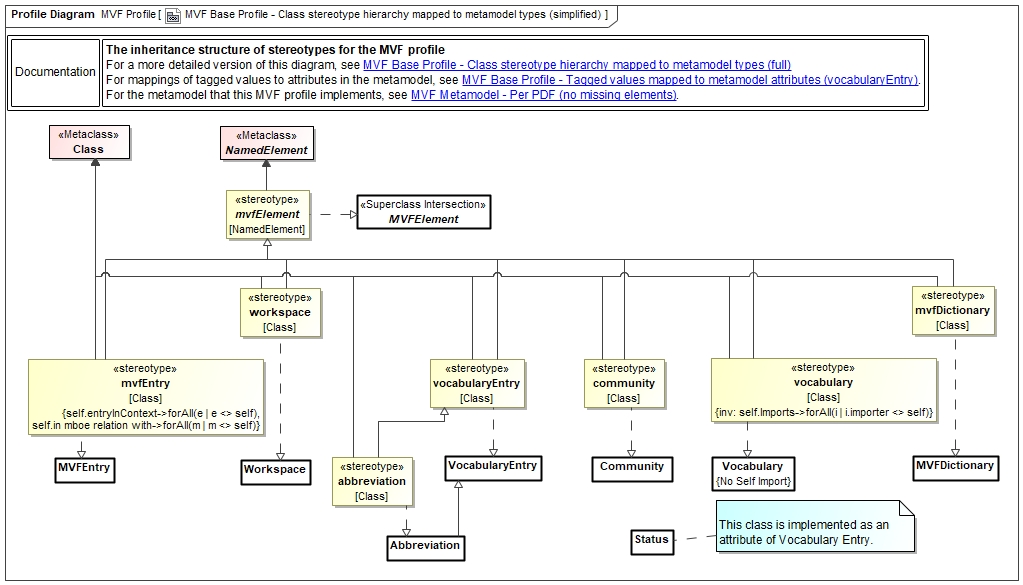 Profile Diagram MVF Profile [ MVF Base Profile - Class stereotype hierarchy mapped to metamodel types (simplified) ]
Documentation
The inheritance structure of stereotypes for the MVF profile
For a more detailed version of this diagram, see MVF Base Profile - Class stereotype hierarchy mapped to metamodel types (full)
For mappings of tagged values to attributes in the metamodel, see MVF Base Profile - Tagged values mapped to metamodel attributes (vocabularyEntry).
For the metamodel that this MVF profile implements, see MVF Metamodel - Per PDF (no missing elements).
«Metaclass»
Class
«Metaclass»
NamedElement
«stereotype»
mvfElement
[NamedElement]
«Superclass Intersection»
MVFElement
«stereotype»
workspace
[Class]
«stereotype»
mvfDictionary
[Class]
«stereotype»
mvfEntry
[Class]
{self.entryInContext->forAll(e | e <> self),
self.in mboe relation with->forAll(m | m <> self)}
«stereotype»
vocabularyEntry
[Class]
«stereotype»
community
[Class]
«stereotype»
vocabulary
[Class]
{inv: self.Imports->forAll(i | i.importer <> self)}
MVFEntry
Workspace
«stereotype»
abbreviation
[Class]
VocabularyEntry
Community
Vocabulary
{No Self Import}
MVFDictionary
Abbreviation
Status
This class is implemented as an
attribute of Vocabulary Entry.